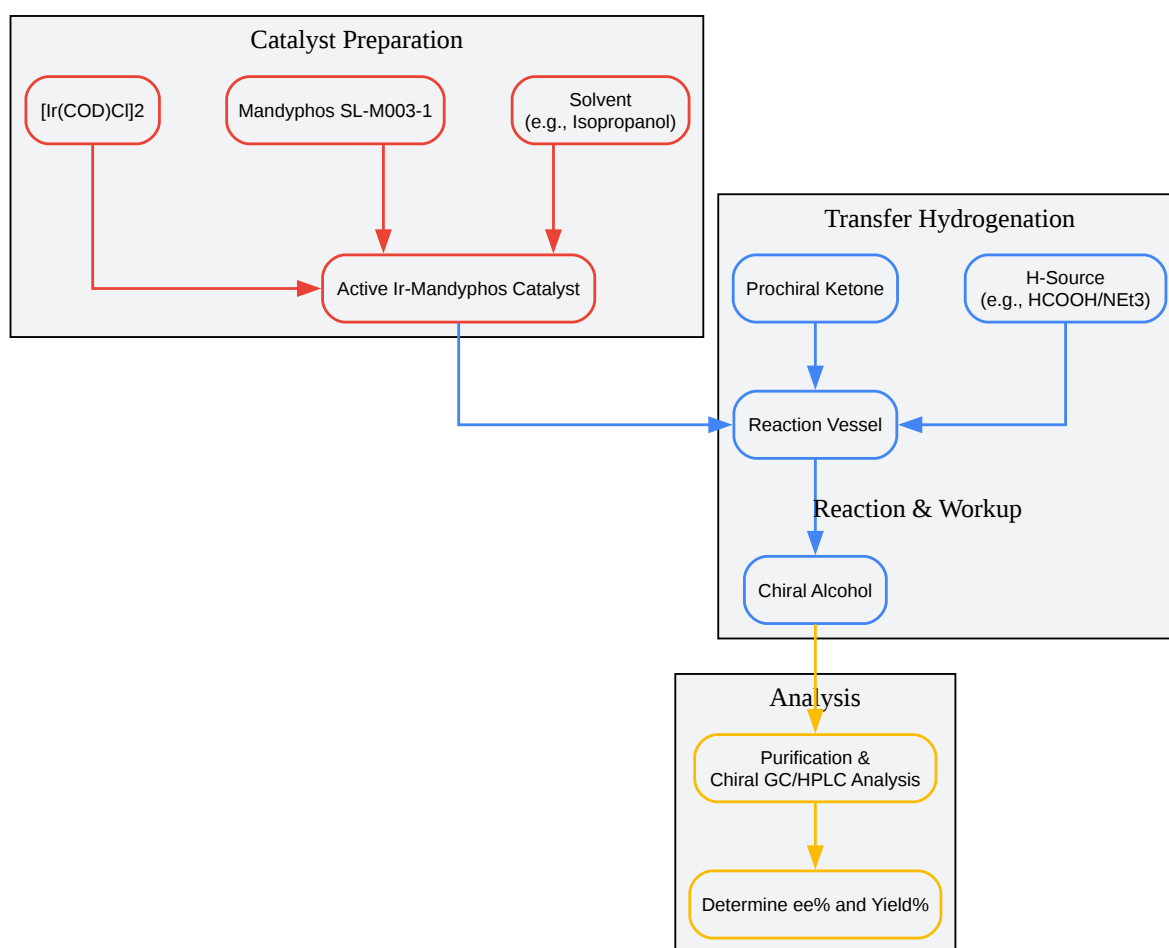 Catalyst Preparation
[Ir(COD)Cl]2
Mandyphos SL-M003-1
Solvent
(e.g., Isopropanol)
Active Ir-Mandyphos Catalyst
Transfer Hydrogenation
Prochiral Ketone
H-Source
(e.g., HCOOH/NEt3)
Reaction Vessel
Reaction & Workup
Chiral Alcohol
Analysis
Purification &
Chiral GC/HPLC Analysis
Determine ee% and Yield%